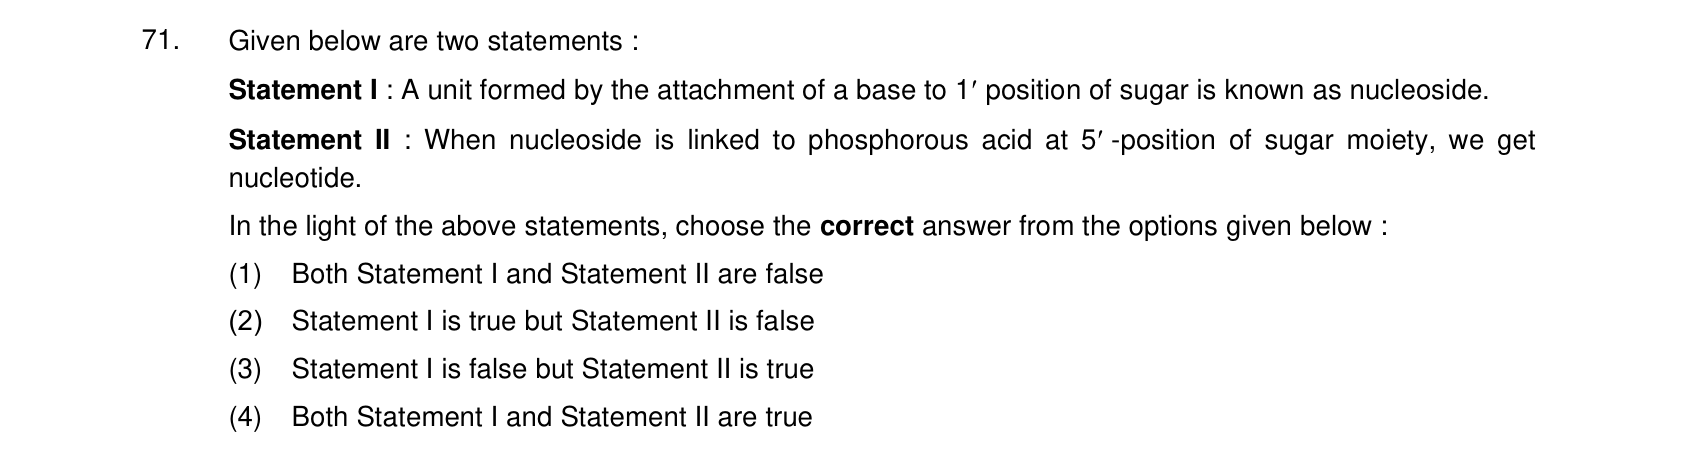 71. Given below are two statements :
Statement I : A unit formed by the attachment of a base to 1′ position of sugar is known as nucleoside.
Statement II : When nucleoside is linked to phosphorous acid at 5′ -position of sugar moiety, we get
nucleotide.
In the light of the above statements, choose the correct answer from the options given below :
(1) Both Statement I and Statement II are false
(2) Statement I is true but Statement II is false
(3) Statement I is false but Statement II is true
(4) Both Statement I and Statement II are true